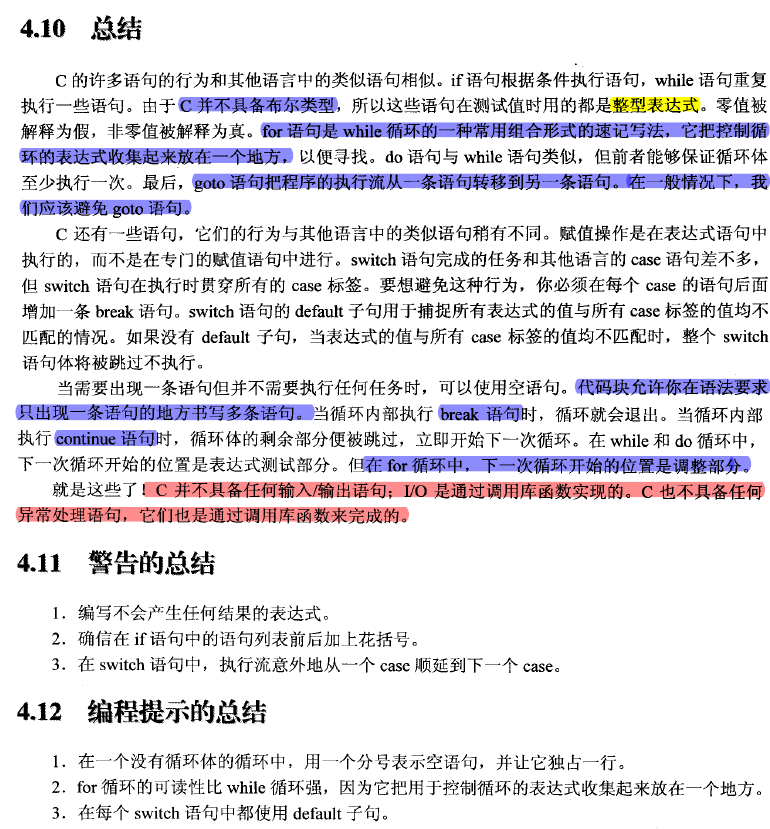 4.10 总结
C 的许多语句的行为和其他语言中的类似语句相似。if 语句根据条件执行语句，while 语句重复
执行一些语句。由于 C 并不具备布尔类型，所以这些语句在测试值时用的都是整型表达式。零值被
解释为假，非零值被解释为真。for 语句是 while 循环的一种常用组合形式的速记写法，它把控制循
环的表达式收集起来放在一个地方，以便寻找。do 语句与 while 语句类似，但前者能够保证循环体
至少执行一次。最后，goto 语句把程序的执行流从一条语句转移到另一条语句。在一般情况下，我
们应该避免 goto 语句。
C 还有一些语句，它们的行为与其他语言中的类似语句稍有不同。赋值操作是在表达式语句中
执行的，而不是在专门的赋值语句中进行。switch 语句完成的任务和其他语言的 case 语句差不多，
但 switch 语句在执行时贯穿所有的 case 标签。要想避免这种行为，你必须在每个 case 的语句后面
增加一条 break 语句。switch 语句的 default 子句用于捕捉所有表达式的值与所有 case 标签的值均不
匹配的情况。如果没有 default 子句，当表达式的值与所有 case 标签的值均不匹配时，整个 switch
语句体将被跳过不执行。
当需要出现一条语句但并不需要执行任何任务时，可以使用空语句。代码块允许你在语法要求
只出现一条语句的地方书写多条语句。当循环内部执行 break 语句时，循环就会退出。当循环内部
执行 continue 语句时，循环体的剩余部分便被跳过，立即开始下一次循环。在 while 和 do 循环中，
下一次循环开始的位置是表达式测试部分。但在 for 循环中，下一次循环开始的位置是调整部分。
就是这些了！C 并不具备任何输入/输出语句；I/O 是通过调用库函数实现的。C 也不具备任何
异常处理语句，它们也是通过调用库函数来完成的。
4.11 警告的总结
1．编写不会产生任何结果的表达式。
2．确信在 if 语句中的语句列表前后加上花括号。
3．在 switch 语句中，执行流意外地从一个 case 顺延到下一个 case。
4.12 编程提示的总结
1．在一个没有循环体的循环中，用一个分号表示空语句，并让它独占一行。
2．for 循环的可读性比 while 循环强，因为它把用于控制循环的表达式收集起来放在一个地方。
3．在每个 switch 语句中都使用 default 子句。